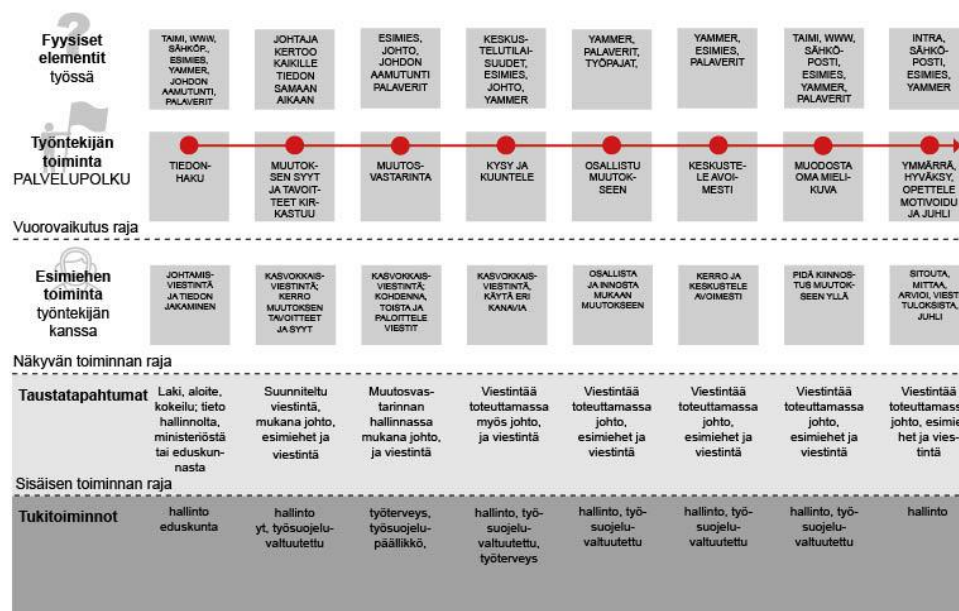 Fyysiset
elementit
työssä
TAIMI, WWW,
SÄHKÖP.,
ESIMIES,
YAMMER,
JOHDON
AAMUTUNTI,
PALAVERIT
JOHTAJA
KERTOO
KAIKILLE
TIEDON
SAMAAN
AIKAAN
ESIMIES,
JOHTO,
JOHDON
AAMUTUNTI
PALAVERIT
KESKUS-
TELUTILAI-
SUUDET,
ESIMIES,
JOHTO,
YAMMER
YAMMER,
PALAVERIT,
TYÖPAJAT,
YAMMER,
ESIMIES,
PALAVERIT
TAIMI, WWW,
SÄHKÖ-
POSTI,
ESIMIES,
YAMMER,
PALAVERIT
INTRA,
SÄHKÖ-
POSTI,
ESIMIES,
YAMMER
Työntekijän
toiminta
PALVELUPOLKU
TIEDON-
HAKU
MUUTOK-
SEN SYYT
JA TAVOIT-
TEET KIR-
KASTUU
MUUTOS-
VASTARINTA
KYSY JA
KUUNTELE
OSALLISTU
MUUTOK-
SEEN
KESKUSTE-
LE AVOI-
MESTI
MUODOSTA
OMA MIELI-
KUVA
YMMÄRRÄ,
HYVÄKSY,
OPETTELE
MOTIVOIDU
JA JUHLI
Vuorovaikutus raja
Esimiehen
toiminta
työntekijän
kanssa
JOHTAMIS-
VIESTINTÄ
JA TIEDON
JAKAMINEN
KASVOKKAIS-
VIESTINTÄ;
KERRO
MUUTOKSEN
TAVOITTEET
JA SYYT
KASVOKKAIS-
VIESTINTÄ;
KOHDENNA,
TOISTA JA
PALOITTELE
VIESTIT
KASVOKKAIS-
VIESTINTÄ,
KÄYTÄ ERI
KANAVIA
OSALLISTA
JA INNOSTA
MUKAAN
MUUTOKSEEN
KERRO JA
KESKUSTELE
AVOIMESTI
PIDÄ KIINNOS-
TUS MUUTOK-
SEEN YLLÄ
SITOUTA,
MITTAA,
ARVIOI, VIESTI
TULOKSISTA,
JUHLI
Näkyvän toiminnan raja
Taustatapahtumat
Laki, aloite,
kokeilu; tieto
hallinnolta,
ministeriöstä
tai eduskun-
nasta
Suunniteltu
viestintä,
mukana johto,
esimiehet ja
viestintä
Muutosvas-
tarinnan
hallinnassa
mukana johto,
ja viestintä
Viestintää
toteuttamassa
myös johto,
ja viestintä
Viestintää
toteuttamassa
johto,
esimiehet ja
viestintä
Viestintää
toteuttamassa
johto,
esimiehet ja
viestintä
Viestintää
toteuttamassa
johto,
esimiehet ja
viestintä
Viestintää
toteuttamassa
johto, esimie-
het ja vies-
tintä
Sisäisen toiminnan raja
Tukitoiminnot
hallinto
eduskunta
hallinto
yt, työsuojelu-
valtuutettu
työterveys,
työsuojelu-
päällikkö,
hallinto, työ-
suojelu-
valtuutettu,
työterveys
hallinto, työ-
suojelu-
valtuutettu
hallinto, työ-
suojelu-
valtuutettu
hallinto, työ-
suojelu-
valtuutettu
hallinto